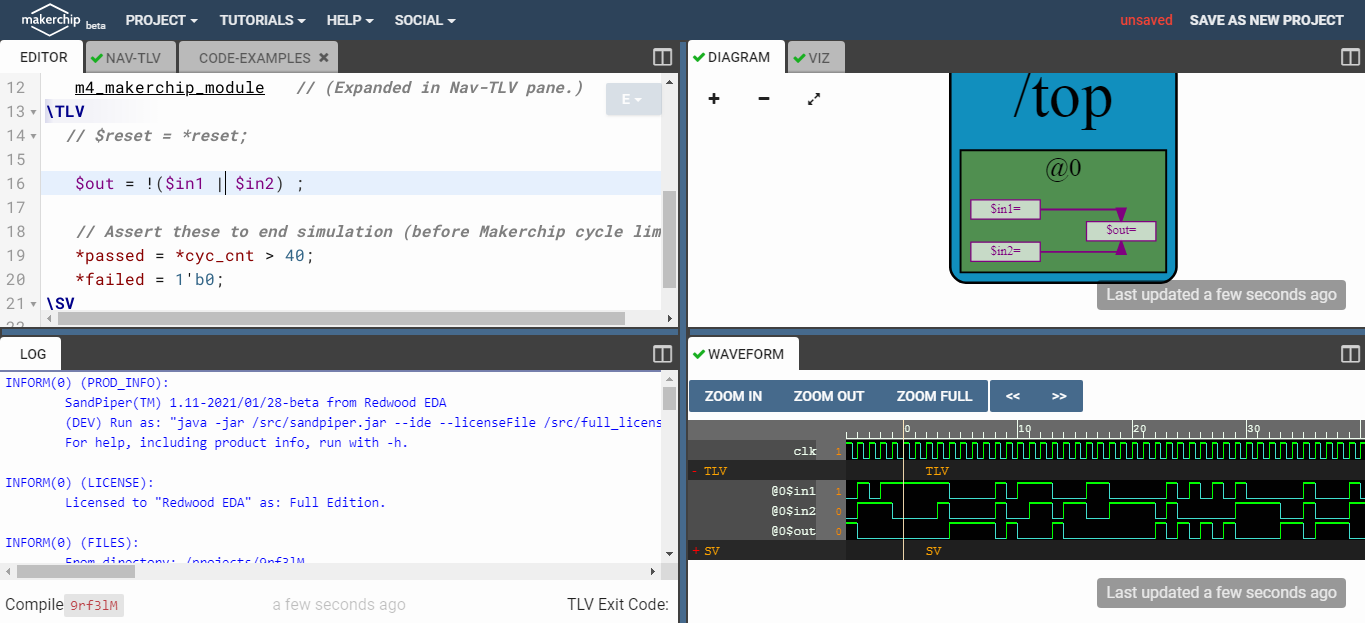 makerchip beta PROJECT TUTORIALS HELP SOCIAL unsaved SAVE AS NEW PROJECT
EDITOR NAV-TLV CODE-EXAMPLES
12 m4_makerchip_module // (Expanded in Nav-TLV pane.)
E
13 \TLV
14 // $reset = *reset;
15
16 $out = !($in1 || $in2) ;
17
18 // Assert these to end simulation (before Makerchip cycle lim
19 *passed = *cyc_cnt > 40;
20 *failed = 1'b0;
21 \SV
22
DIAGRAM VIZ
/top
@0
$in1=
$out=
$in2=
Last updated a few seconds ago
LOG
INFORM(0) (PROD_INFO):
SandPiper(TM) 1.11-2021/01/28-beta from Redwood EDA
(DEV) Run as: "java -jar /src/sandpiper.jar --ide --licenseFile /src/full_licens
For help, including product info, run with -h.
INFORM(0) (LICENSE):
Licensed to "Redwood EDA" as: Full Edition.
INFORM(0) (FILES):
From directory: /projects/9rf3lM
Compile 9rf3lM a few seconds ago TLV Exit Code:
WAVEFORM
ZOOM IN ZOOM OUT ZOOM FULL << >>
0 10 20 30
clk 1
- TLV TLV
@0$in1 1
@0$in2 0
@0$out 0
+ SV SV
Last updated a few seconds ago